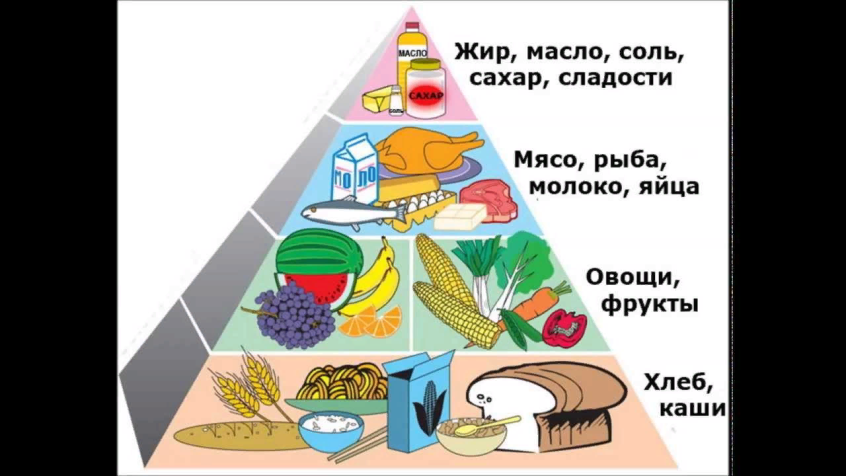 МАСЛО
СОЛЬ
САХАР
Жир, масло, соль,
сахар, сладости
МО ЛО
Мясо, рыба,
молоко, яйца
Овощи,
фрукты
Хлеб,
каши